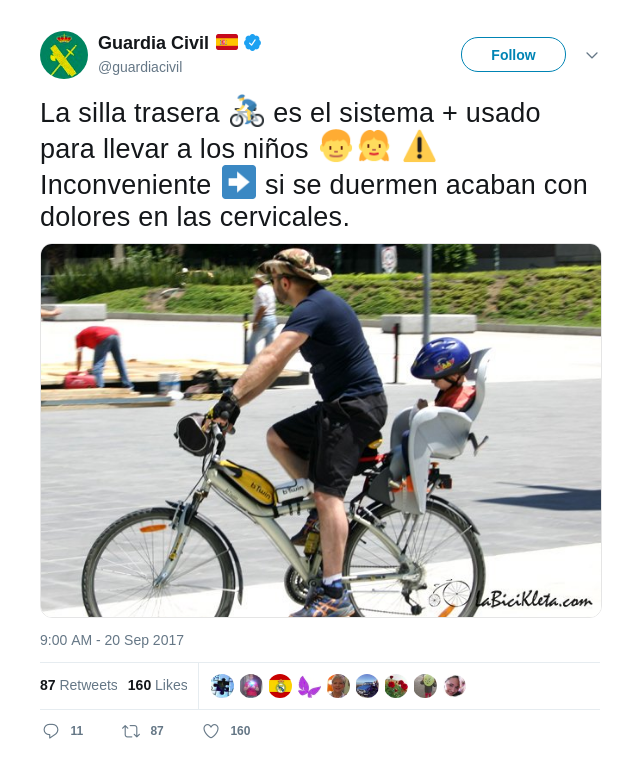 Guardia Civil 🇪🇸
@guardiacivil
Follow
La silla trasera 🚴 es el sistema + usado
para llevar a los niños 👦👧 ⚠️
Inconveniente ➡️ si se duermen acaban con
dolores en las cervicales.
b'Twin b'Twin
LaBiciKleta.com
9:00 AM - 20 Sep 2017
87 Retweets 160 Likes
11 87 160